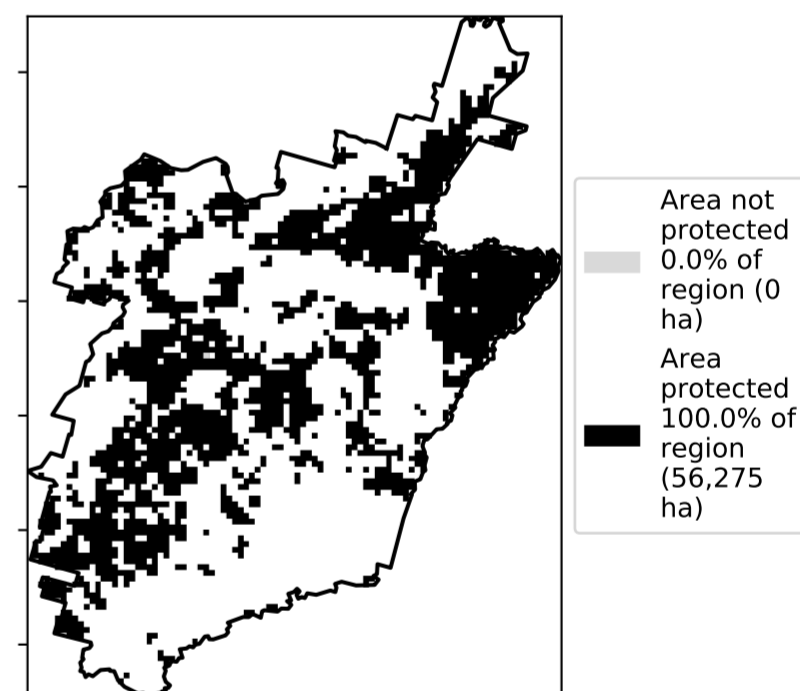 Area not
protected
0.0% of
region (0
ha)
Area
protected
100.0% of
region
(56,275
ha)